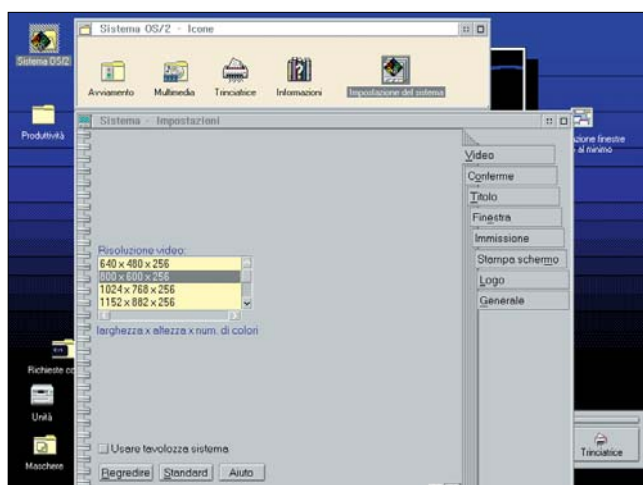 Sistema OS/2 - Icone
Sistema OS/2
Avviamento
Multimedia
Trinciatrice
Informazioni
Impostazione del sistema
Produttività
zione finestre
al minimo
Sistema - Impostazioni
Video
Conferme
Titolo
Finestra
Immissione
Stampa schermo
Logo
Generale
Risoluzione video:
640 x 480 x 256
800 x 600 x 256
1024 x 768 x 256
1152 x 882 x 256
larghezza x altezza x num. di colori
Richieste co
Unità
Maschere
Usare tavolozza sistema
Regredire
Standard
Aiuto
Trinciatrice